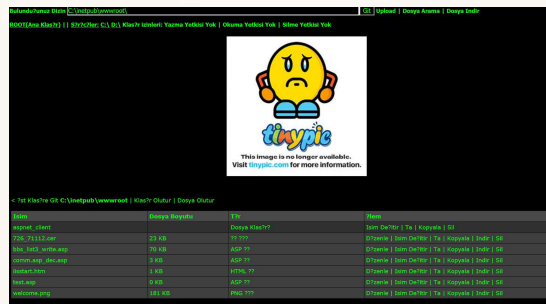 Bulundu?unuz Dizin C:\inetpub\wwwroot\ Git Upload | Dosya Arama | Dosya Indir
ROOT(Ana Klas?r) || S?r?c?ler: C:\ D:\ Klas?r Izinleri: Yazma Yetkisi Yok | Okuma Yetkisi Yok | Silme Yetkisi Yok
tinypic
This image is no longer available.
Visit tinypic.com for more information.
< ?st Klas?re Git C:\inetpub\wwwroot | Klas?r Olutur | Dosya Olutur
Isim Dosya Boyutu T?r ?lem
aspnet_client Dosya Klas?r? Isim De?itir | Ta | Kopyala | Sil
726_71112.cer 23 KB ?? ??? D?zenle | Isim De?itir | Ta | Kopyala | Indir | Sil
bbs_list3_write.asp 70 KB ASP ?? D?zenle | Isim De?itir | Ta | Kopyala | Indir | Sil
comm.asp_dec.asp 3 KB ASP ?? D?zenle | Isim De?itir | Ta | Kopyala | Indir | Sil
iisstart.htm 1 KB HTML ?? D?zenle | Isim De?itir | Ta | Kopyala | Indir | Sil
test.asp 0 KB ASP ?? D?zenle | Isim De?itir | Ta | Kopyala | Indir | Sil
welcome.png 181 KB PNG ??? D?zenle | Isim De?itir | Ta | Kopyala | Indir | Sil